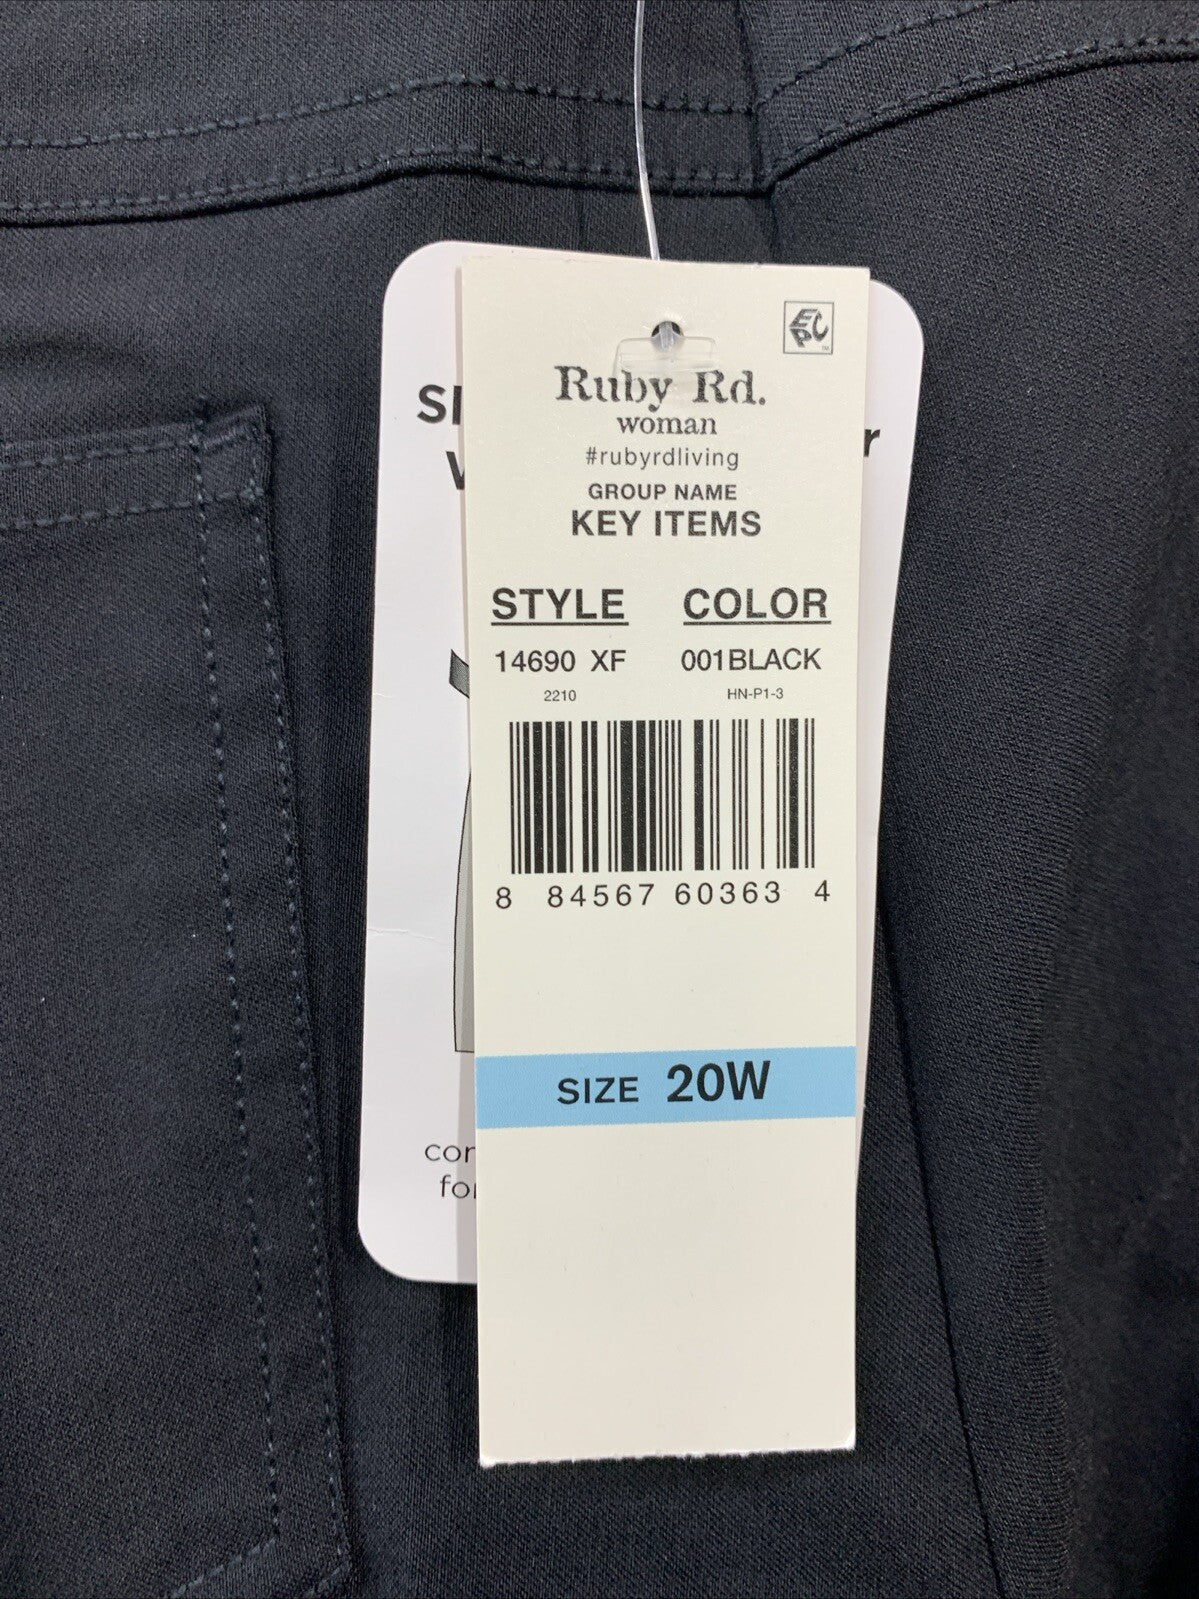 EPC
Ruby Rd.
woman
#rubyrdliving
GROUP NAME
KEY ITEMS
STYLE COLOR
14690 XF 001BLACK
2210 HN-P1-3
8 84567 60363 4
SIZE 20W